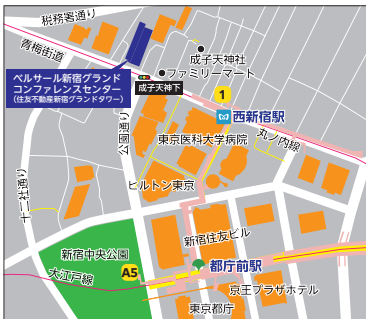 税務署通り
青梅街道
成子天神社
ファミリーマート
ベルサール新宿グランド
コンファレンスセンター
(住友不動産新宿グランドタワー)
成子天神下
1
西新宿駅
丸ノ内線
公園通り
東京医科大学病院
十二社通り
ヒルトン東京
新宿住友ビル
新宿中央公園
大江戸線
A5
都庁前駅
京王プラザホテル
東京都庁